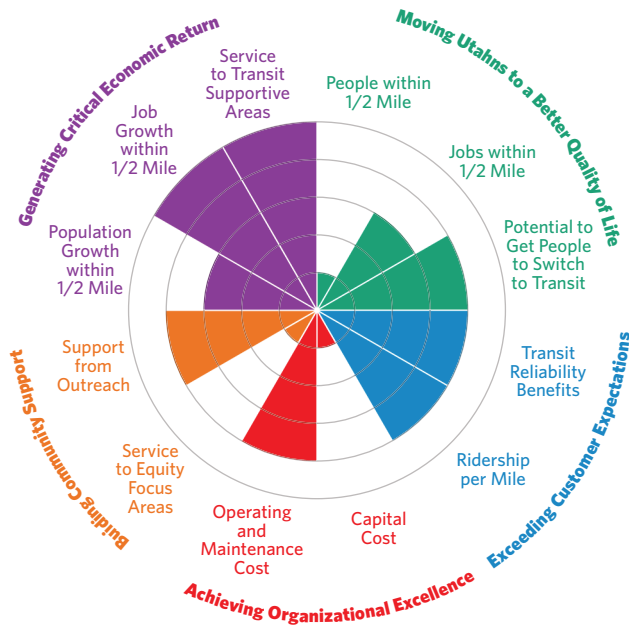 Generating Critical Economic Return
Moving Utahns to a Better Quality of Life
Service
to Transit
Supportive
Areas
People within
1/2 Mile
Job
Growth
within
1/2 Mile
Jobs within
1/2 Mile
Population
Growth
within
1/2 Mile
Potential to
Get People
to Switch
to Transit
Support
from
Outreach
Transit
Reliability
Benefits
Service
to Equity
Focus
Areas
Ridership
per Mile
Operating
and
Maintenance
Cost
Capital
Cost
Building Community Support
Exceeding Customer Expectations
Achieving Organizational Excellence